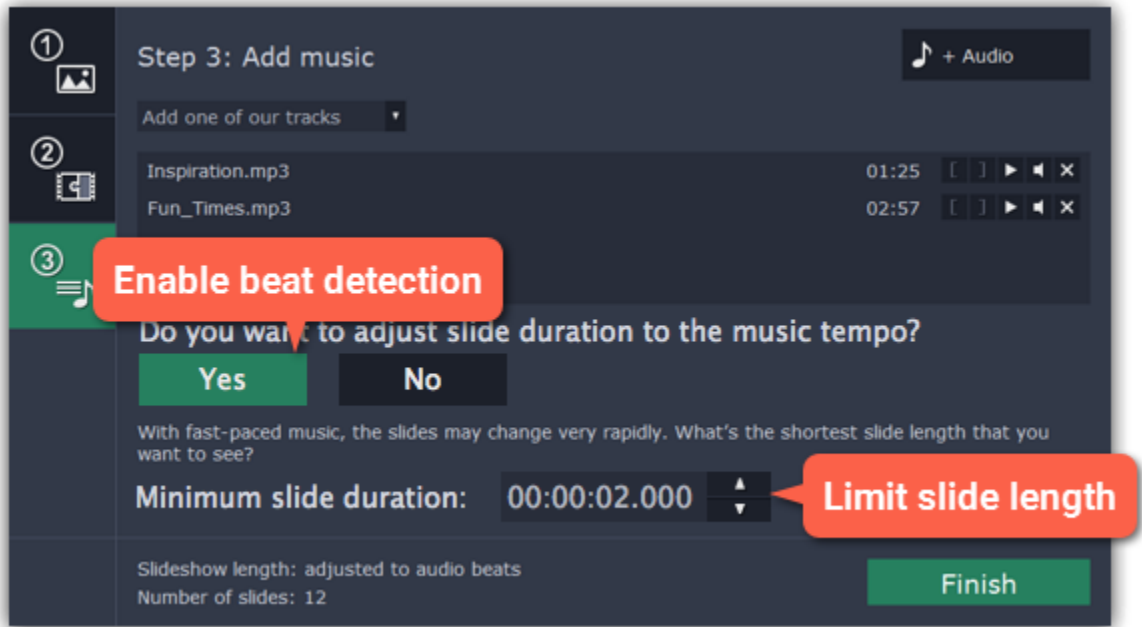 1
Step 3: Add music
+ Audio
Add one of our tracks
2
Inspiration.mp3 01:25 [ ]
Fun_Times.mp3 02:57 [ ]
3
Enable beat detection
Do you want to adjust slide duration to the music tempo?
Yes No
With fast-paced music, the slides may change very rapidly. What's the shortest slide length that you
want to see?
Minimum slide duration: 00:00:02.000
Limit slide length
Slideshow length: adjusted to audio beats
Number of slides: 12
Finish